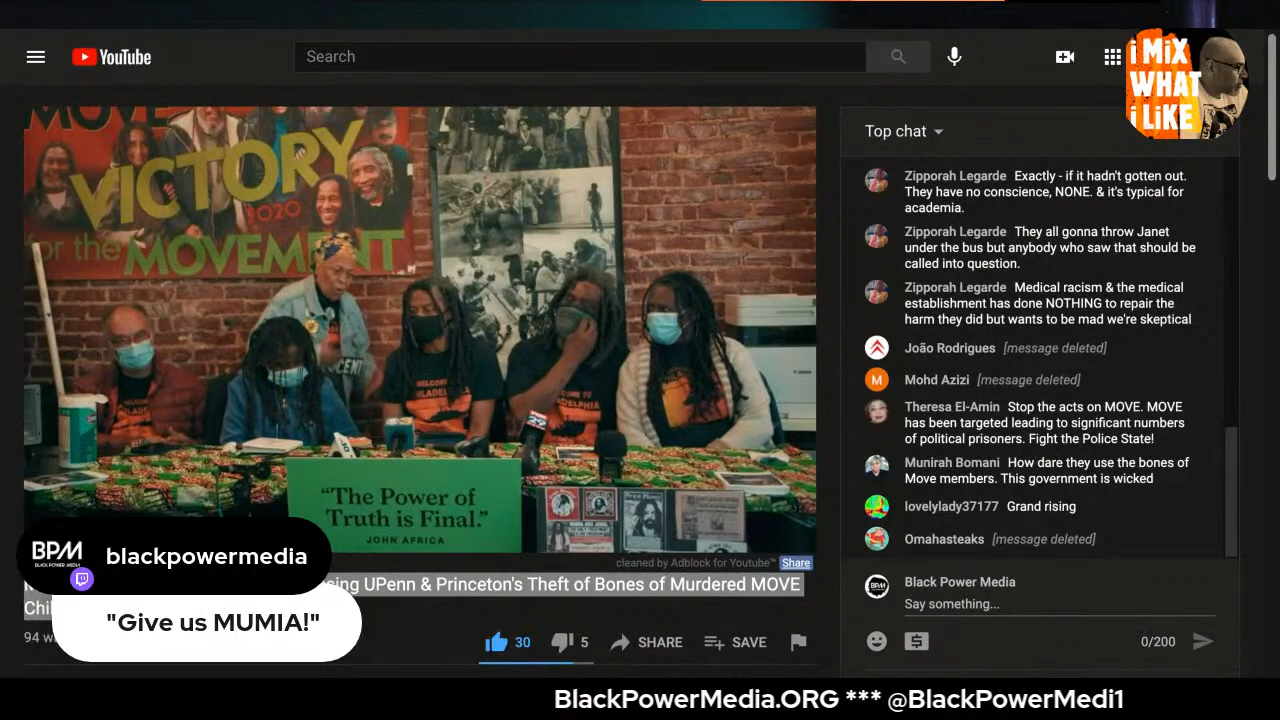 YouTube
Search
i MiX
WHAT
i LiKE
MOVE
VICTORY
2020
for the MOVEMENT
“The Power of
Truth is Final.”
JOHN AFRICA
Free Mumia
Top chat
Zipporah Legarde Exactly - if it hadn't gotten out.
They have no conscience, NONE. & it's typical for
academia.
Zipporah Legarde They all gonna throw Janet
under the bus but anybody who saw that should be
called into question.
Zipporah Legarde Medical racism & the medical
establishment has done NOTHING to repair the
harm they did but wants to be mad we're skeptical
João Rodrigues [message deleted]
M
Mohd Azizi [message deleted]
Theresa El-Amin Stop the acts on MOVE. MOVE
has been targeted leading to significant numbers
of political prisoners. Fight the Police State!
Munirah Bomani How dare they use the bones of
Move members. This government is wicked
lovelylady37177 Grand rising
Omahasteaks [message deleted]
Black Power Media
Say something...
0/200
cleaned by Adblock for Youtube™ Share
UPenn & Princeton's Theft of Bones of Murdered MOVE
94
30
5
SHARE
SAVE
BPM
BLACK POWER MEDIA
blackpowermedia
"Give us MUMIA!"
BlackPowerMedia.ORG *** @BlackPowerMedi1